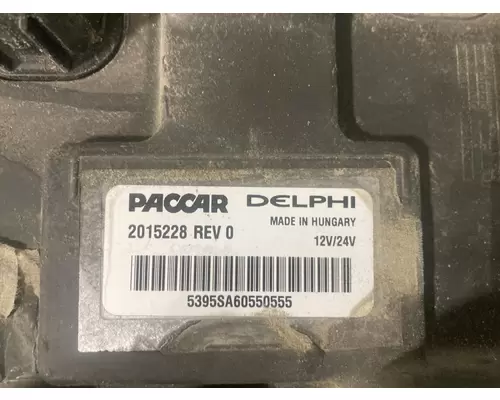 PACCAR DELPHI
2015228 REV 0 MADE IN HUNGARY
12V/24V
5395SA60550555